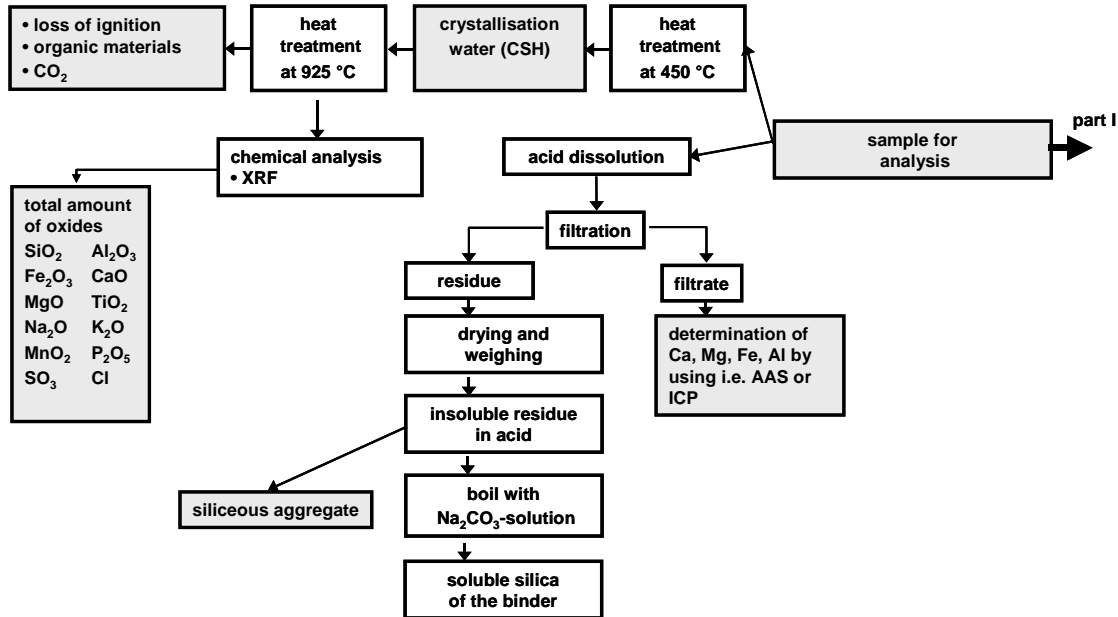 • loss of ignition
• organic materials
• CO₂
heat
treatment
at 925 °C
crystallisation
water (CSH)
heat
treatment
at 450 °C
part I
sample for
analysis
acid dissolution
chemical analysis
• XRF
total amount
of oxides
SiO₂ Al₂O₃
Fe₂O₃ CaO
MgO TiO₂
Na₂O K₂O
MnO₂ P₂O₅
SO₃ Cl
filtration
residue
filtrate
drying and
weighing
determination of
Ca, Mg, Fe, Al by
using i.e. AAS or
ICP
insoluble residue
in acid
siliceous aggregate
boil with
Na₂CO₃-solution
soluble silica
of the binder